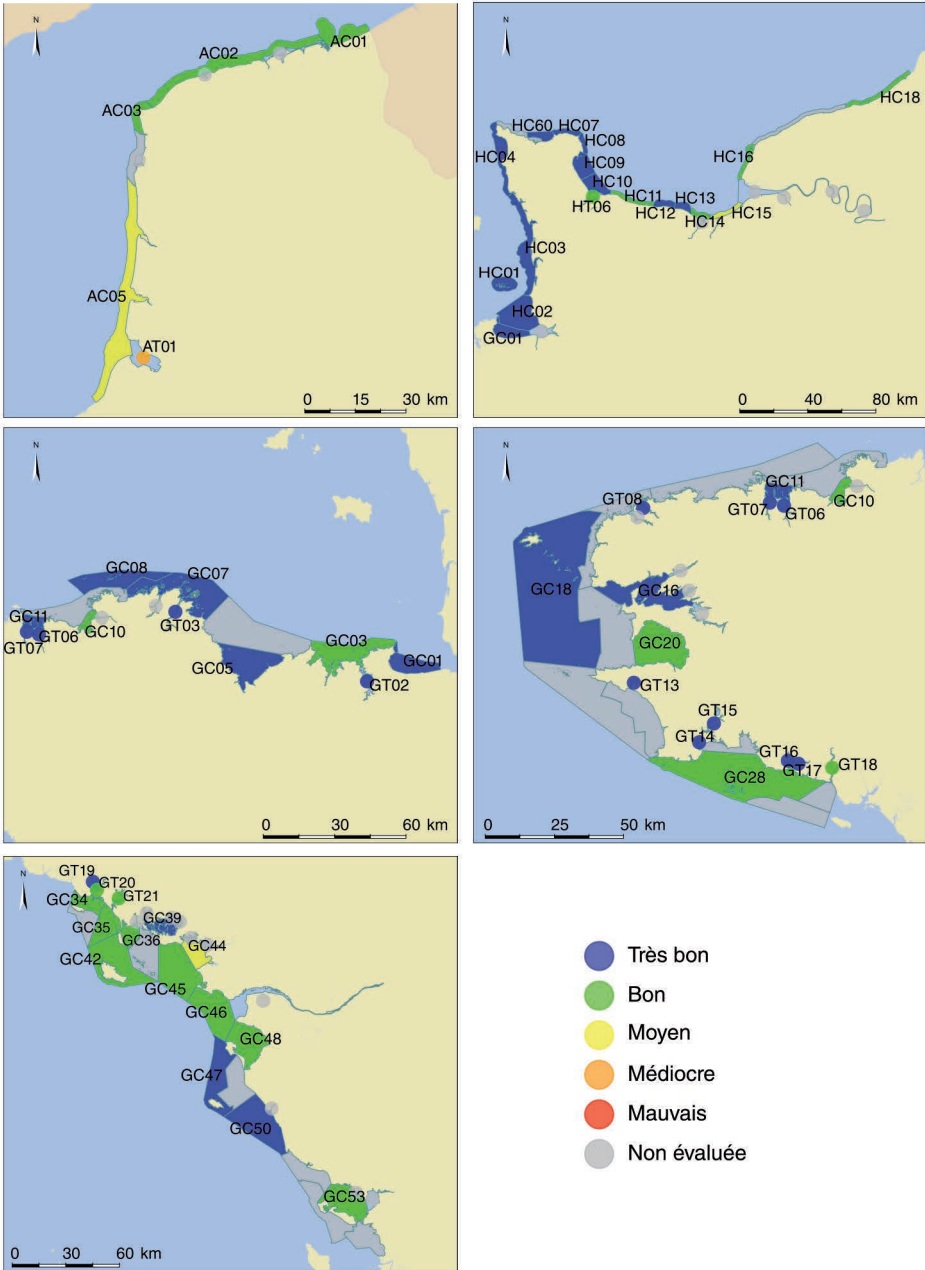 N
AC02
AC01
AC03
AC05
AT01
0 15 30 km
N
HC18
HC60
HC07
HC08
HC04
HC09
HC16
HC10
HC11
HC13
HT06
HC12
HC15
HC14
HC03
HC01
HC02
GC01
0 40 80 km
N
GC08
GC07
GC11
GT06
GC10
GT03
GT07
GC03
GC05
GC01
GT02
0 30 60 km
N
GT08
GC11
GC10
GT07
GT06
GC18
GC16
GC20
GT13
GT15
GT14
GT16
GT17
GT18
GC28
0 25 50 km
N
GT19
GT20
GT21
GC34
GC39
GC35
GC36
GC44
GC42
GC45
GC46
GC48
GC47
GC50
GC53
0 30 60 km
Très bon
Bon
Moyen
Médiocre
Mauvais
Non évaluée